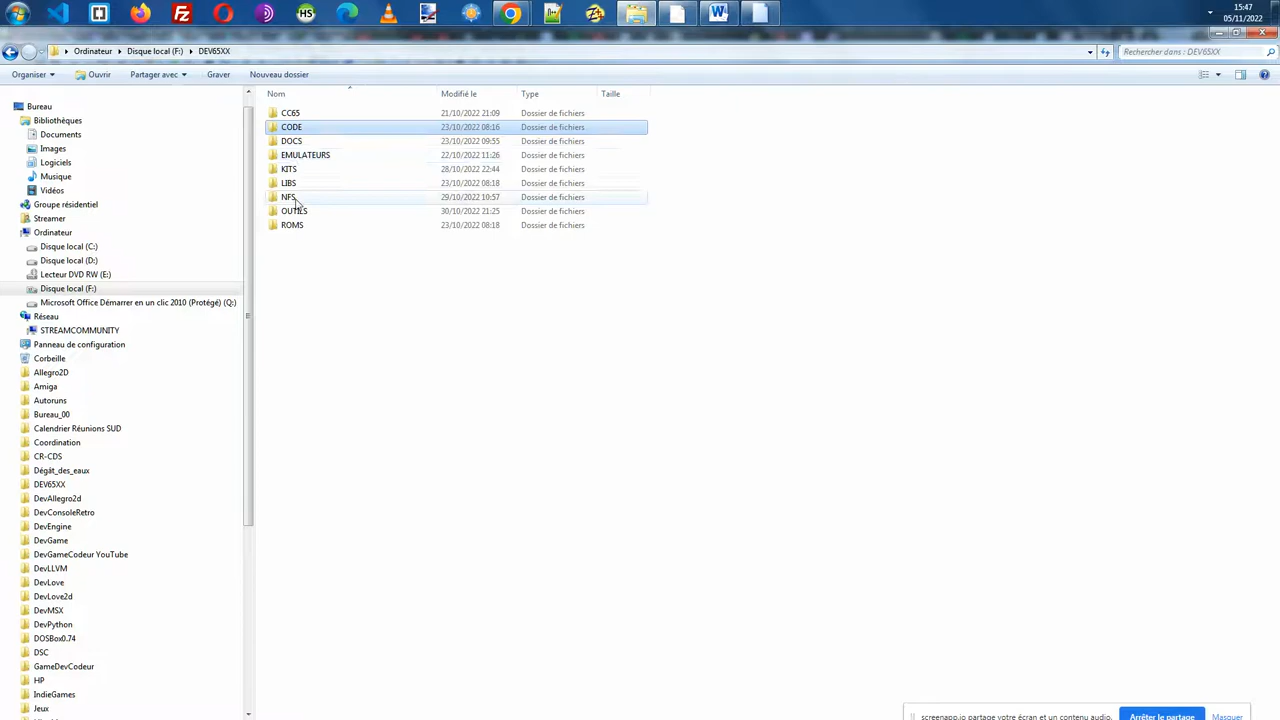 HS
W
15:47
05/11/2022
Ordinateur ▸ Disque local (F:) ▸ DEV65XX
Rechercher dans : DEV65XX
Organiser Ouvrir Partager avec Graver Nouveau dossier
Nom Modifié le Type Taille
CC65 21/10/2022 21:09 Dossier de fichiers
CODE 23/10/2022 08:16 Dossier de fichiers
DOCS 23/10/2022 09:55 Dossier de fichiers
EMULATEURS 22/10/2022 11:26 Dossier de fichiers
KITS 28/10/2022 22:44 Dossier de fichiers
LIBS 23/10/2022 08:18 Dossier de fichiers
NFS 29/10/2022 10:57 Dossier de fichiers
OUTILS 30/10/2022 21:25 Dossier de fichiers
ROMS 23/10/2022 08:18 Dossier de fichiers
Bureau
Bibliothèques
Documents
Images
Logiciels
Musique
Vidéos
Groupe résidentiel
Streamer
Ordinateur
Disque local (C:)
Disque local (D:)
Lecteur DVD RW (E:)
Disque local (F:)
Microsoft Office Démarrer en un clic 2010 (Protégé) (Q:)
Réseau
STREAMCOMMUNITY
Panneau de configuration
Corbeille
Allegro2D
Amiga
Autoruns
Bureau_00
Calendrier Réunions SUD
Coordination
CR-CDS
Dégât_des_eaux
DEV65XX
DevAllegro2d
DevConsoleRetro
DevEngine
DevGame
DevGameCodeur YouTube
DevLLVM
DevLove
DevLove2d
DevMSX
DevPython
DOSBox0.74
DSC
GameDevCodeur
HP
IndieGames
Jeux
screenapp.io partage votre écran et un contenu audio. Arrêter le partage Masquer